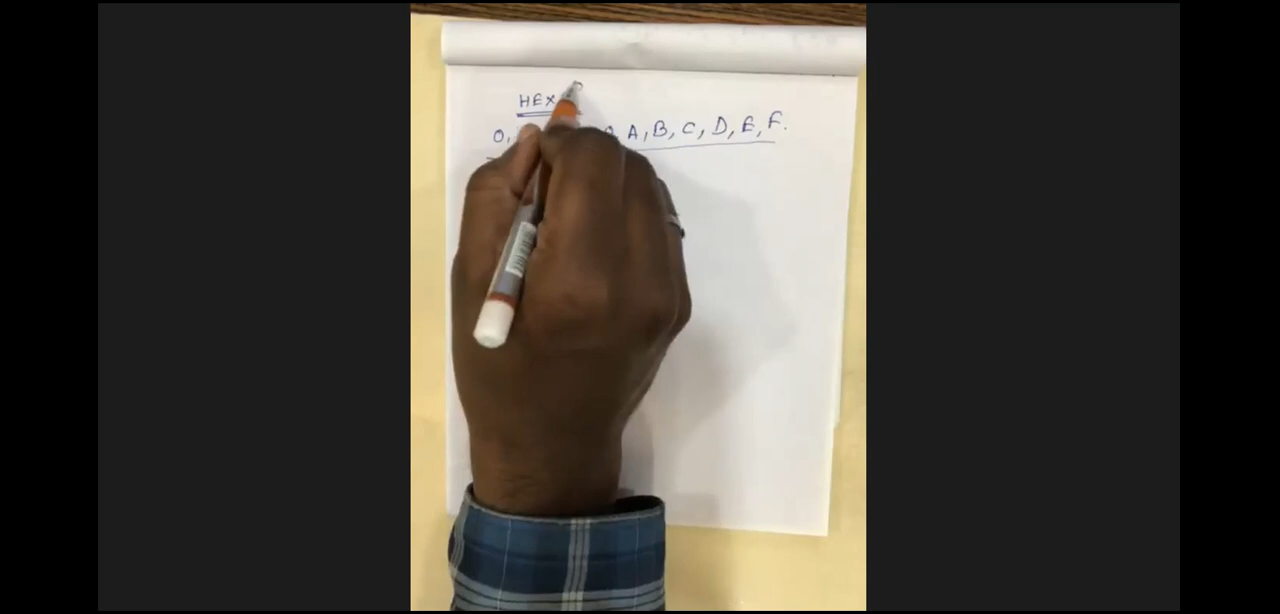 HEX
0, A, B, C, D, E, F.